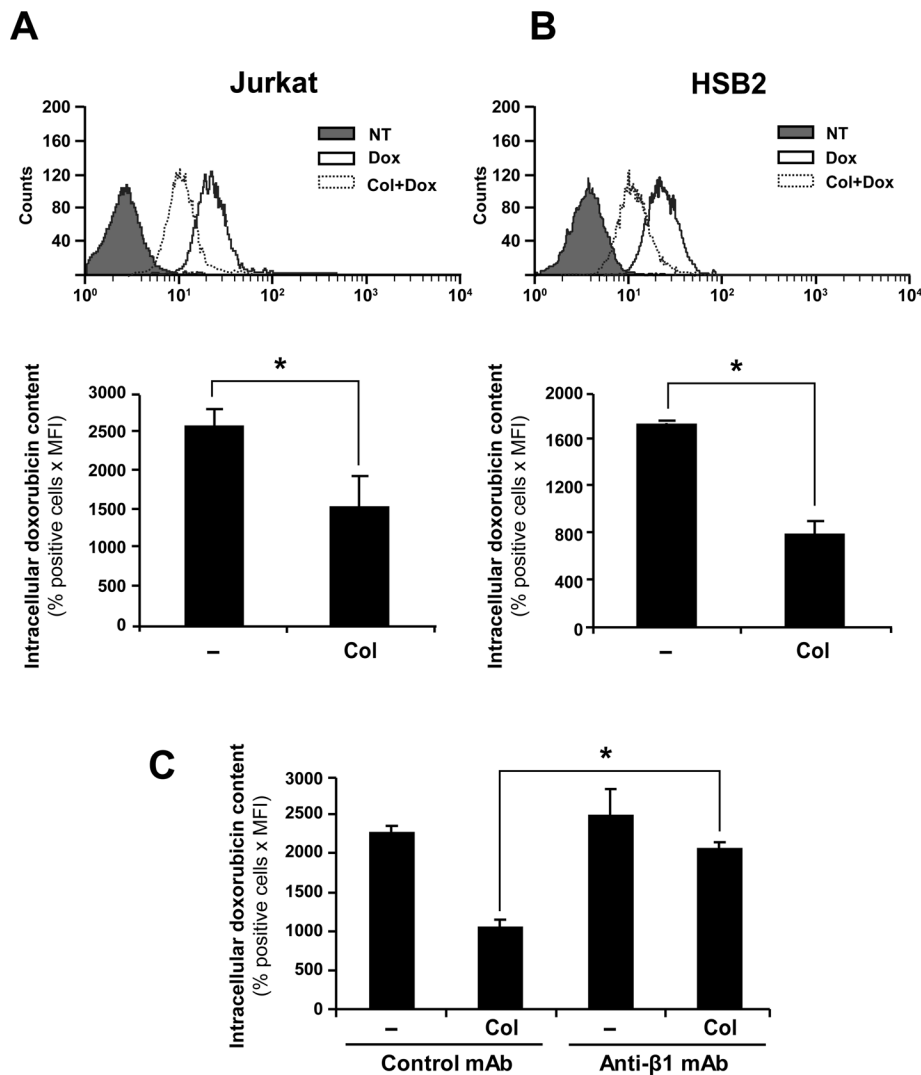 A
B
Jurkat
HSB2
200
160
120
80
40
Counts
NT
Dox
Col+Dox
10⁰ 10¹ 10² 10³ 10⁴
200
160
120
80
40
Counts
NT
Dox
Col+Dox
10⁰ 10¹ 10² 10³ 10⁴
Intracellular doxorubicin content
(% positive cells x MFI)
3000
2500
2000
1500
1000
500
0
*
– Col
Intracellular doxorubicin content
(% positive cells x MFI)
2000
1600
1200
800
400
0
*
– Col
C
Intracellular doxorubicin content
(% positive cells x MFI)
3000
2500
2000
1500
1000
500
0
*
– Col – Col
Control mAb Anti-β1 mAb